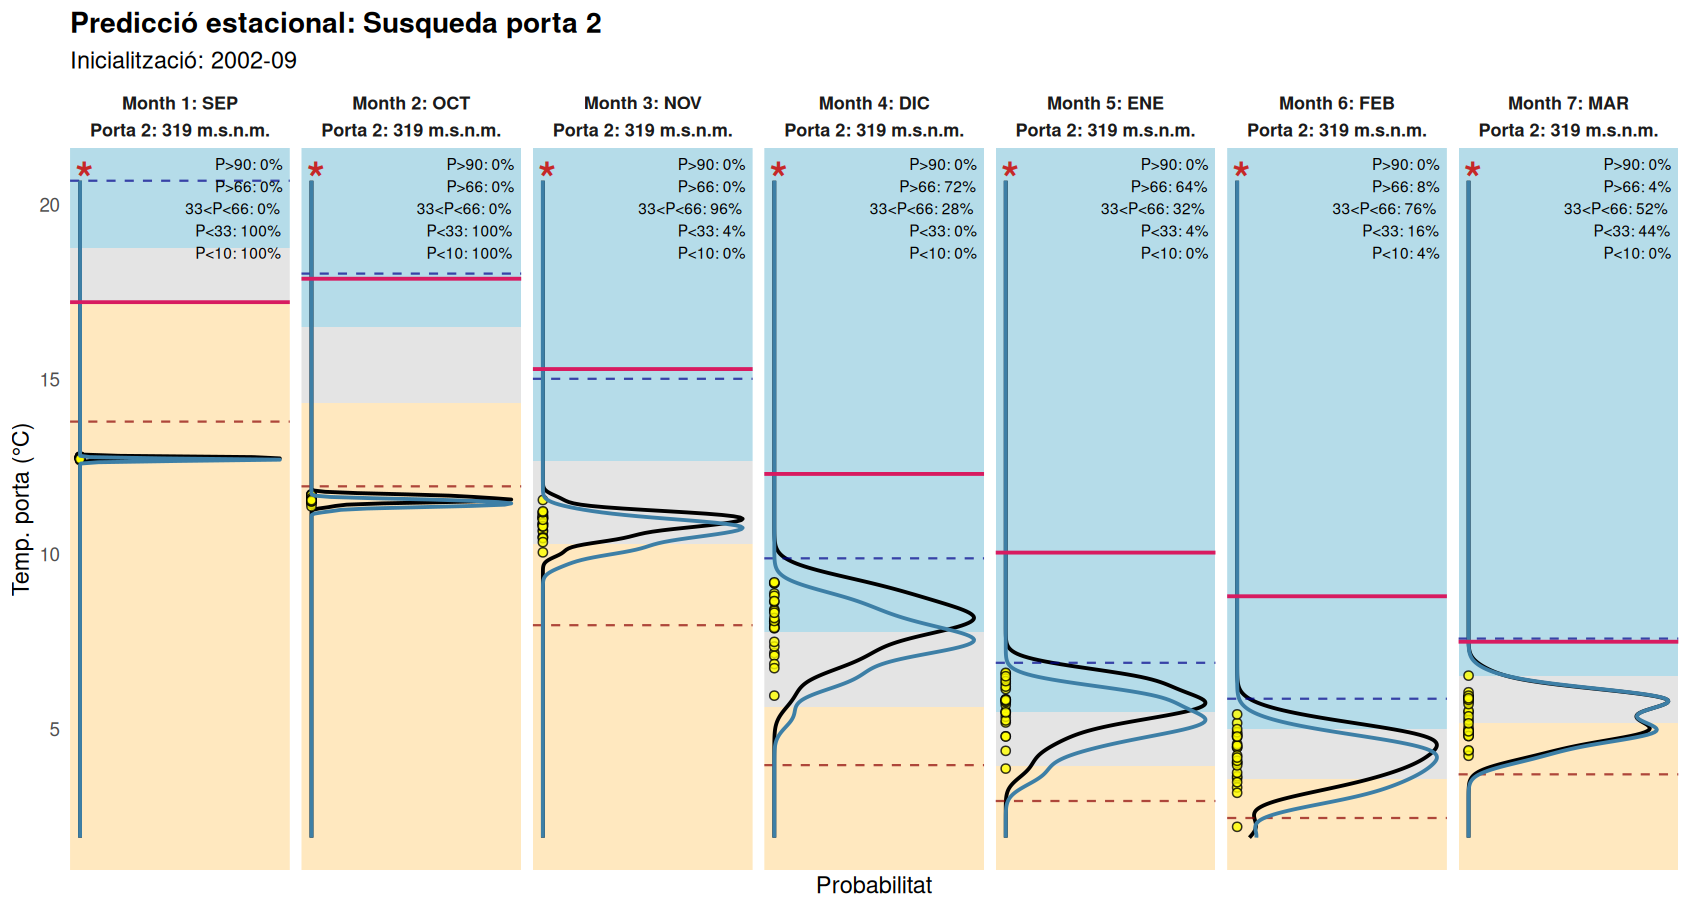 Predicció estacional: Susqueda porta 2
Inicialització: 2002-09
Month 1: SEP
Porta 2: 319 m.s.n.m.
Month 2: OCT
Porta 2: 319 m.s.n.m.
Month 3: NOV
Porta 2: 319 m.s.n.m.
Month 4: DIC
Porta 2: 319 m.s.n.m.
Month 5: ENE
Porta 2: 319 m.s.n.m.
Month 6: FEB
Porta 2: 319 m.s.n.m.
Month 7: MAR
Porta 2: 319 m.s.n.m.
Temp. porta (°C)
20
15
10
5
*
P>90: 0%
P>66: 0%
33<P<66: 0%
P<33: 100%
P<10: 100%
*
P>90: 0%
P>66: 0%
33<P<66: 0%
P<33: 100%
P<10: 100%
*
P>90: 0%
P>66: 0%
33<P<66: 96%
P<33: 4%
P<10: 0%
*
P>90: 0%
P>66: 72%
33<P<66: 28%
P<33: 0%
P<10: 0%
*
P>90: 0%
P>66: 64%
33<P<66: 32%
P<33: 4%
P<10: 0%
*
P>90: 0%
P>66: 8%
33<P<66: 76%
P<33: 16%
P<10: 4%
*
P>90: 0%
P>66: 4%
33<P<66: 52%
P<33: 44%
P<10: 0%
Probabilitat